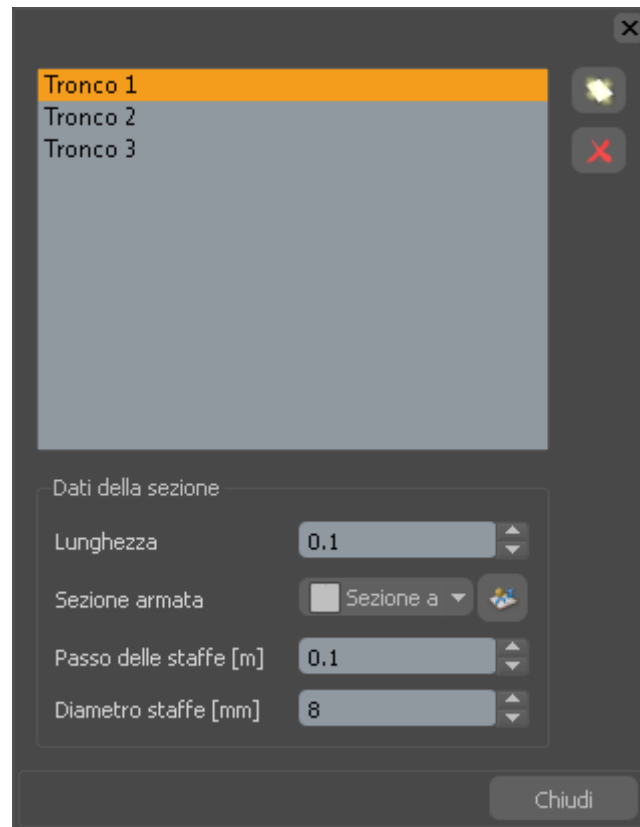 Tronco 1
Tronco 2
Tronco 3
Dati della sezione
Lunghezza 0.1
Sezione armata Sezione a
Passo delle staffe [m] 0.1
Diametro staffe [mm] 8
Chiudi